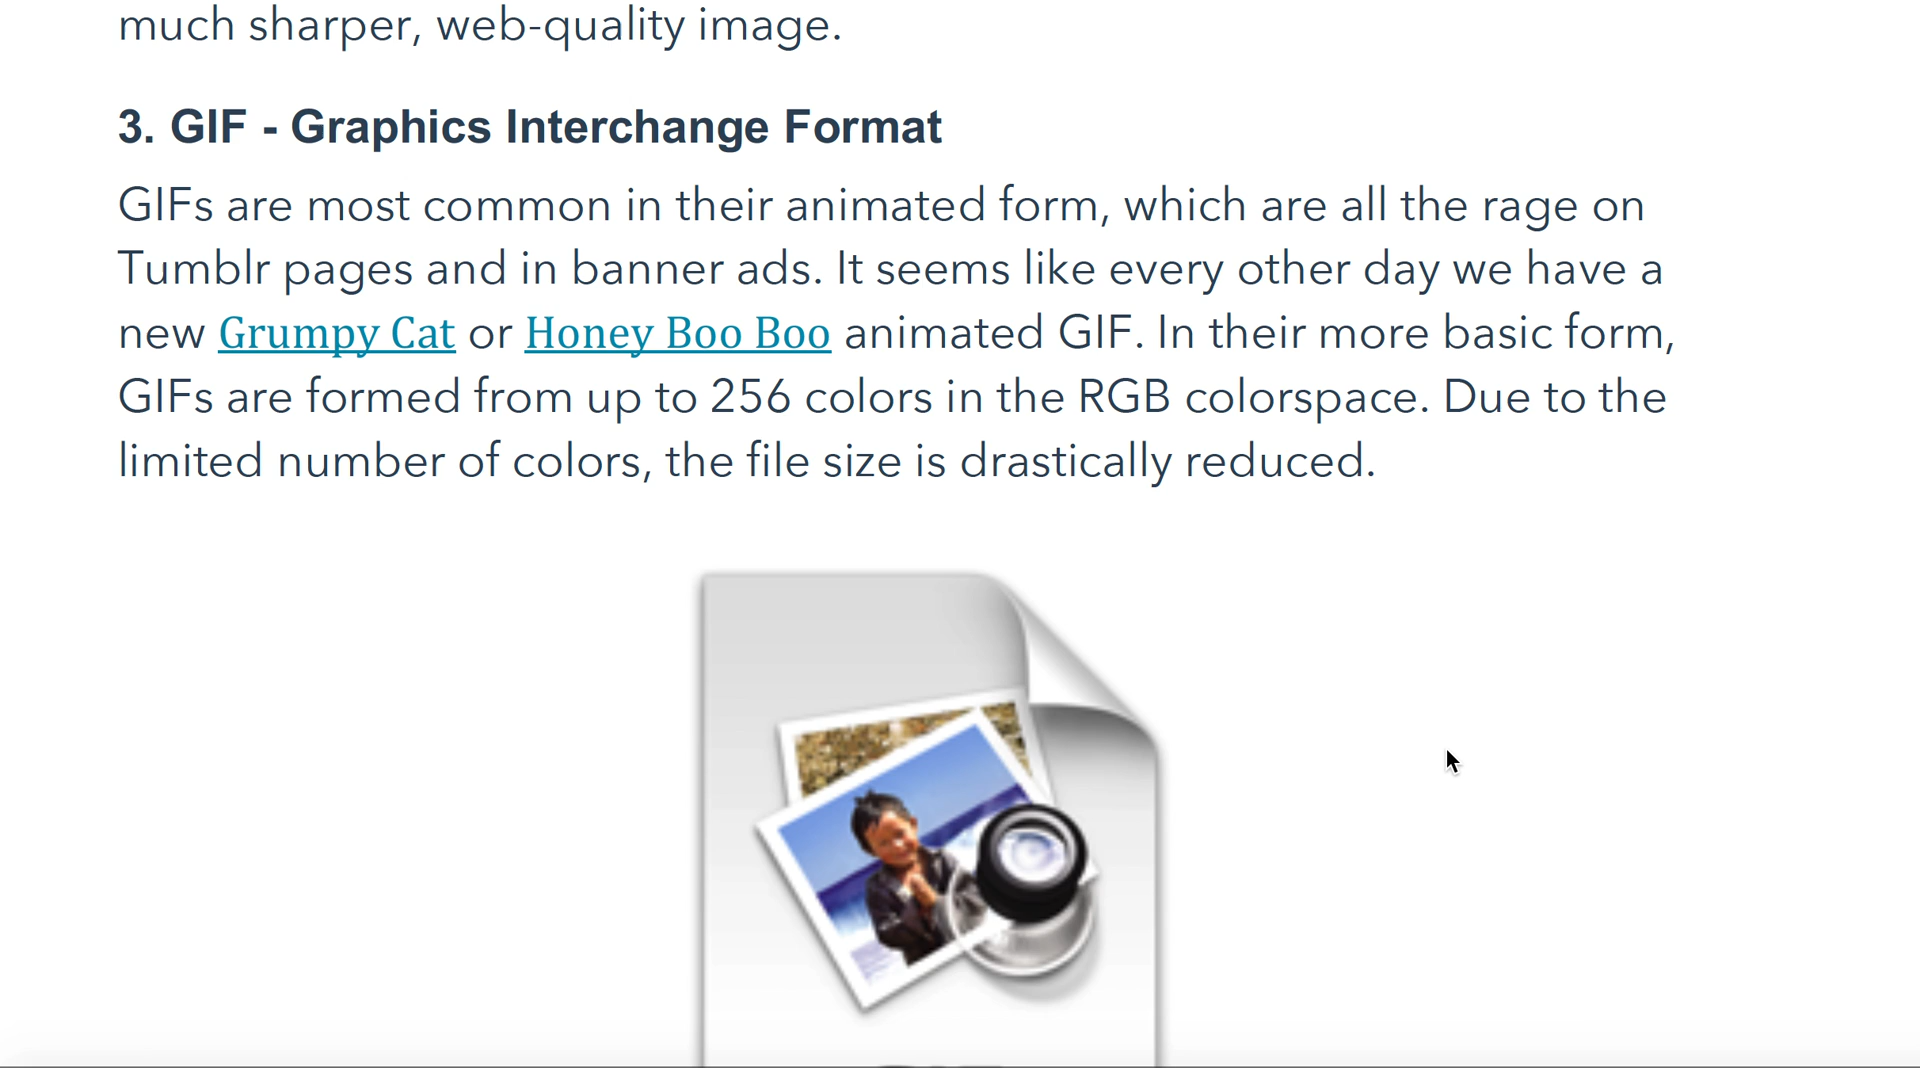 much sharper, web-quality image.
3. GIF - Graphics Interchange Format
GIFs are most common in their animated form, which are all the rage on
Tumblr pages and in banner ads. It seems like every other day we have a
new Grumpy Cat or Honey Boo Boo animated GIF. In their more basic form,
GIFs are formed from up to 256 colors in the RGB colorspace. Due to the
limited number of colors, the file size is drastically reduced.